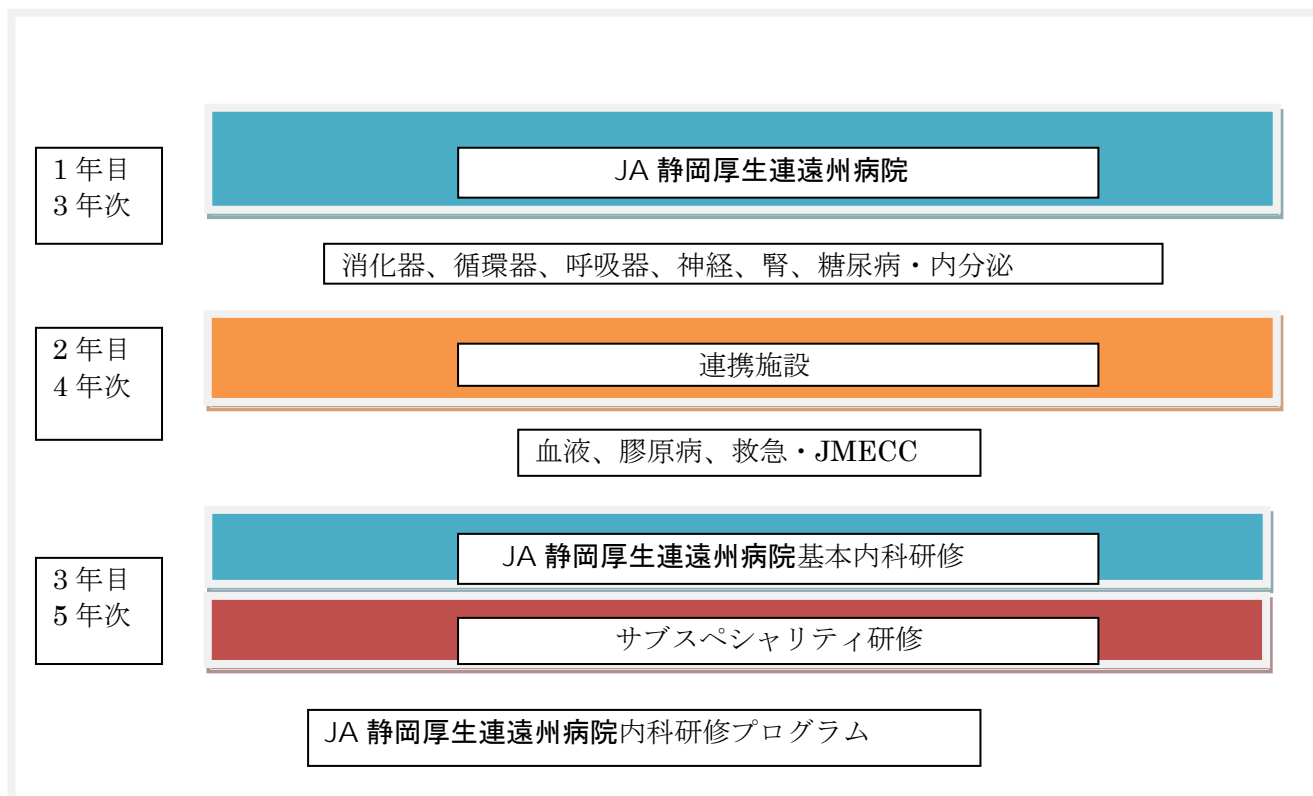 1 年目
3 年次
JA 静岡厚生連遠州病院
消化器、循環器、呼吸器、神経、腎、糖尿病・内分泌
2 年目
4 年次
連携施設
血液、膠原病、救急・JMECC
3 年目
5 年次
JA 静岡厚生連遠州病院基本内科研修
サブスペシャリティ研修
JA 静岡厚生連遠州病院内科研修プログラム